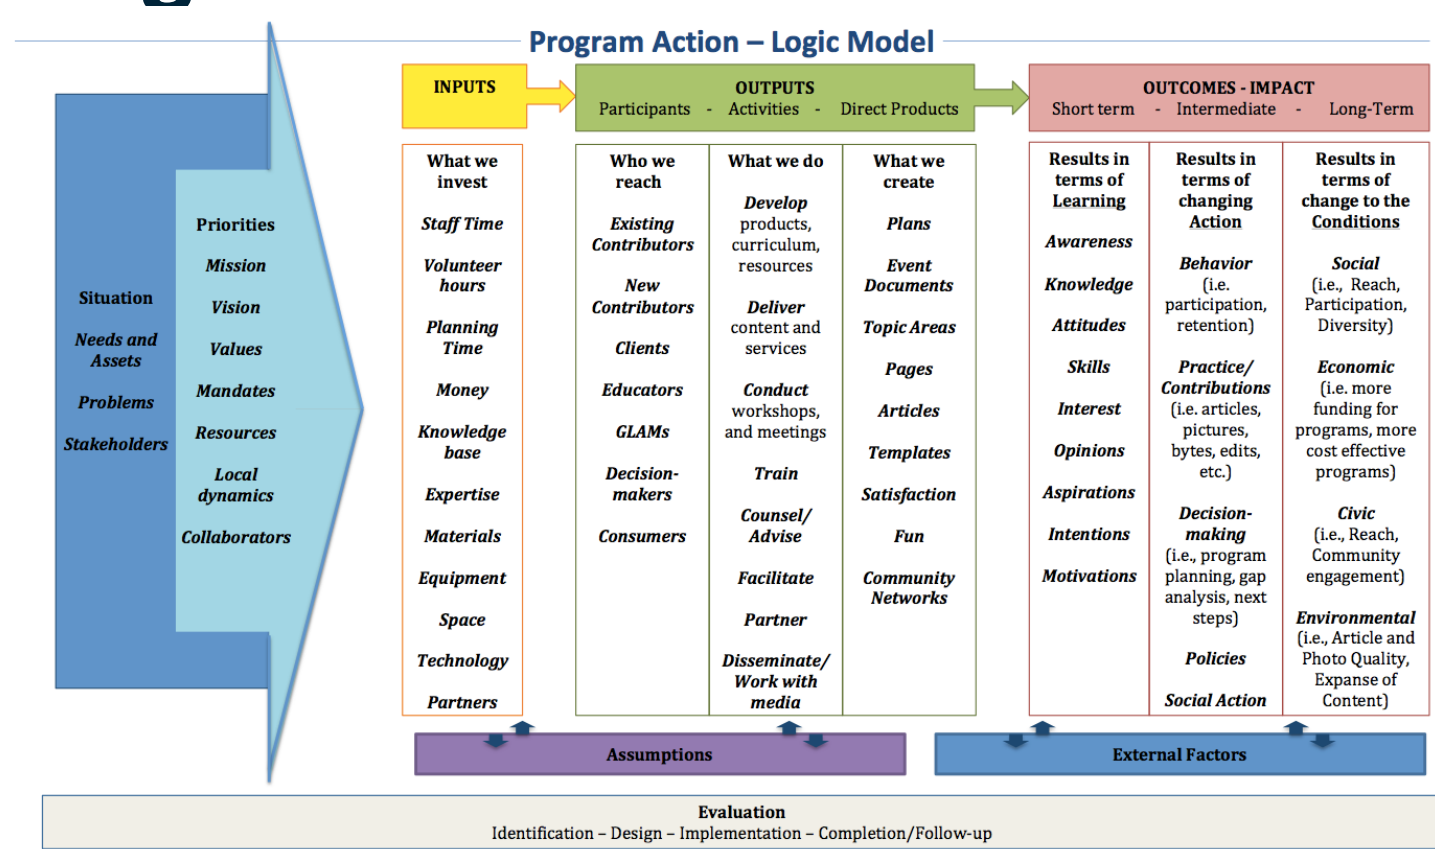 Program Action – Logic Model
INPUTS
OUTPUTS
Participants - Activities - Direct Products
OUTCOMES - IMPACT
Short term - Intermediate - Long-Term
Situation
Needs and
Assets
Problems
Stakeholders
Priorities
Mission
Vision
Values
Mandates
Resources
Local
dynamics
Collaborators
What we
invest
Staff Time
Volunteer
hours
Planning
Time
Money
Knowledge
base
Expertise
Materials
Equipment
Space
Technology
Partners
Who we
reach
Existing
Contributors
New
Contributors
Clients
Educators
GLAMs
Decision-
makers
Consumers
What we do
Develop
products,
curriculum,
resources
Deliver
content and
services
Conduct
workshops,
and meetings
Train
Counsel/
Advise
Facilitate
Partner
Disseminate/
Work with
media
What we
create
Plans
Event
Documents
Topic Areas
Pages
Articles
Templates
Satisfaction
Fun
Community
Networks
Results in
terms of
Learning
Awareness
Knowledge
Attitudes
Skills
Interest
Opinions
Aspirations
Intentions
Motivations
Results in
terms of
changing
Action
Behavior
(i.e.
participation,
retention)
Practice/
Contributions
(i.e. articles,
pictures,
bytes, edits,
etc.)
Decision-
making
(i.e., program
planning, gap
analysis, next
steps)
Policies
Social Action
Results in
terms of
change to the
Conditions
Social
(i.e., Reach,
Participation,
Diversity)
Economic
(i.e. more
funding for
programs, more
cost effective
programs)
Civic
(i.e., Reach,
Community
engagement)
Environmental
(i.e., Article and
Photo Quality,
Expanse of
Content)
Assumptions
External Factors
Evaluation
Identification – Design – Implementation – Completion/Follow-up